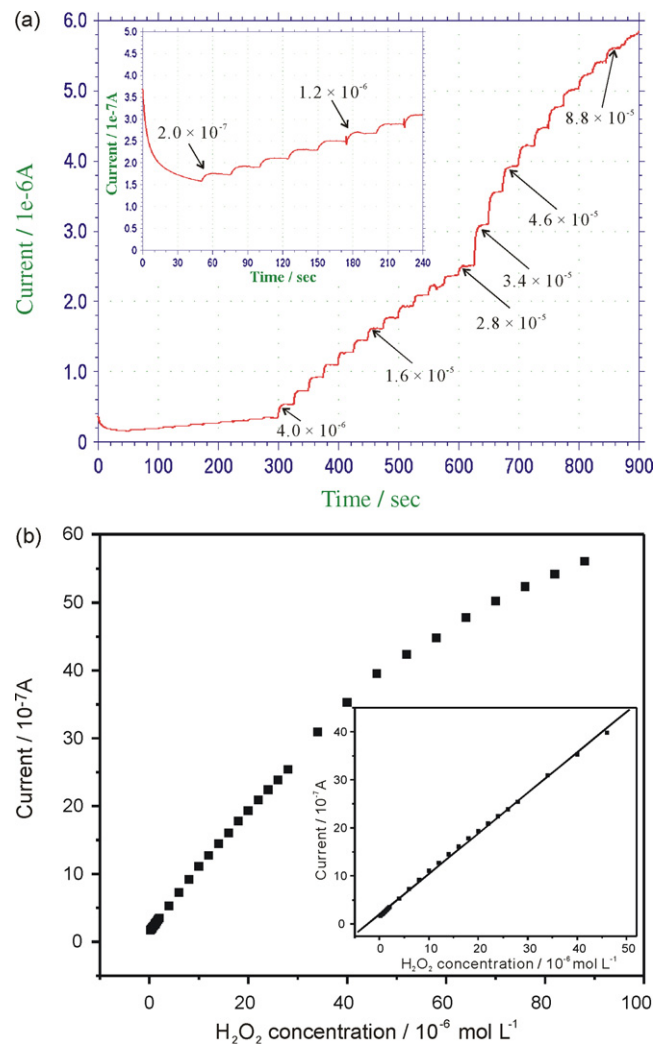 (a)
6.0
5.0
4.0
3.0
2.0
1.0
0
Current / 1e-6A
0 100 200 300 400 500 600 700 800 900
Time / sec
5.0
4.5
4.0
3.5
3.0
2.5
2.0
1.5
1.0
0.5
0
Current / 1e-7A
0 30 60 90 120 150 180 210 240
Time / sec
2.0 × 10⁻⁷
1.2 × 10⁻⁶
8.8 × 10⁻⁵
4.6 × 10⁻⁵
3.4 × 10⁻⁵
2.8 × 10⁻⁵
1.6 × 10⁻⁵
4.0 × 10⁻⁶
(b)
60
50
40
30
20
10
0
Current / 10⁻⁷A
0 20 40 60 80 100
H₂O₂ concentration / 10⁻⁶ mol L⁻¹
40
30
20
10
0
Current / 10⁻⁷A
0 10 20 30 40 50
H₂O₂ concentration / 10⁻⁶ mol L⁻¹